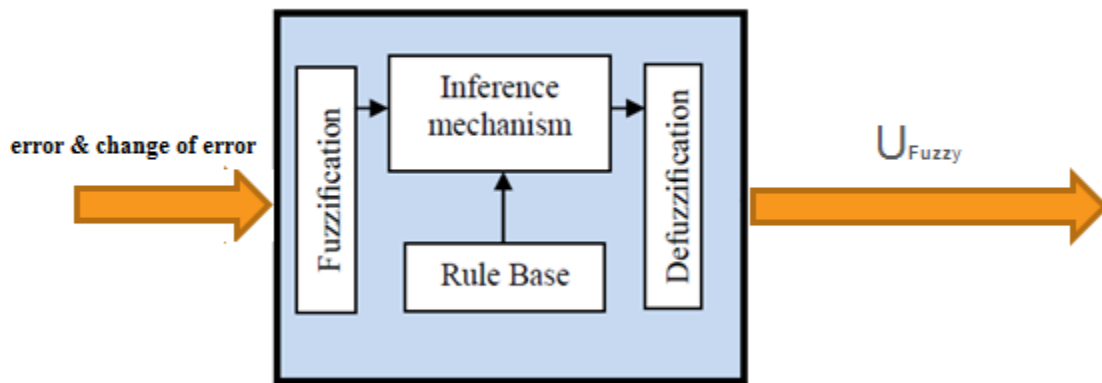 error & change of error
Fuzzification
Inference
mechanism
Rule Base
Defuzzification
UFuzzy